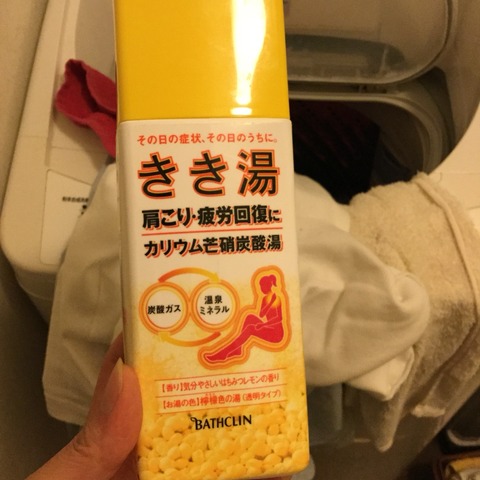 その日の症状、その日のうちに。
きき湯
肩こり・疲労回復に
カリウム芒硝炭酸湯
炭酸ガス
温泉
ミネラル
【香り】気分やさしいはちみつレモンの香り
【お湯の色】檸檬色の湯（透明タイプ）
BATHCLIN